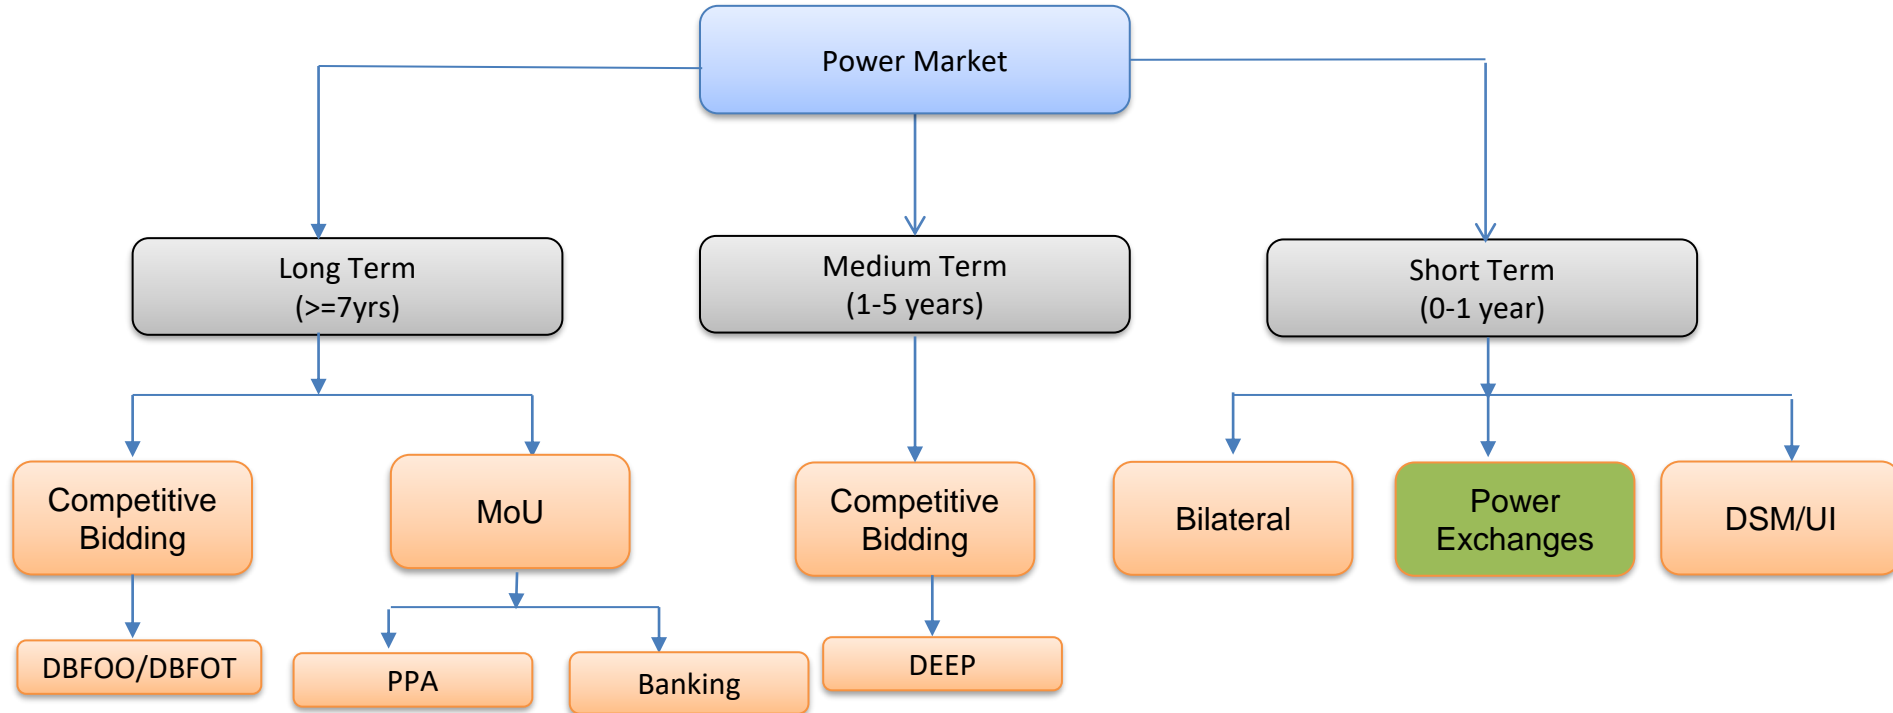 Power Market
Long Term
(>=7yrs)
Medium Term
(1-5 years)
Short Term
(0-1 year)
Competitive
Bidding
MoU
Competitive
Bidding
Bilateral
Power
Exchanges
DSM/UI
DBFOO/DBFOT
PPA
Banking
DEEP